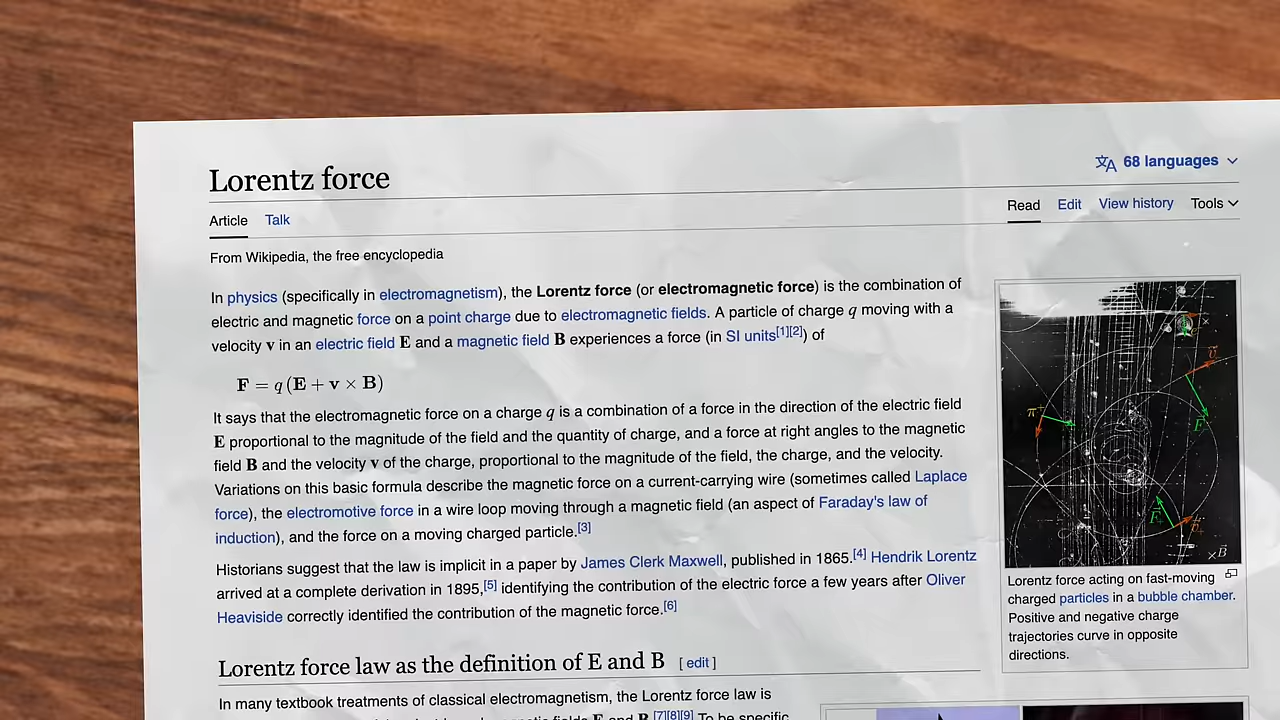 Lorentz force
68 languages
Article Talk
Read Edit View history Tools
From Wikipedia, the free encyclopedia
In physics (specifically in electromagnetism), the Lorentz force (or electromagnetic force) is the combination of
electric and magnetic force on a point charge due to electromagnetic fields. A particle of charge q moving with a
velocity v in an electric field E and a magnetic field B experiences a force (in SI units[1][2]) of
F = q (E + v × B)
It says that the electromagnetic force on a charge q is a combination of a force in the direction of the electric field
E proportional to the magnitude of the field and the quantity of charge, and a force at right angles to the magnetic
field B and the velocity v of the charge, proportional to the magnitude of the field, the charge, and the velocity.
Variations on this basic formula describe the magnetic force on a current-carrying wire (sometimes called Laplace
force), the electromotive force in a wire loop moving through a magnetic field (an aspect of Faraday's law of
induction), and the force on a moving charged particle.[3]
Historians suggest that the law is implicit in a paper by James Clerk Maxwell, published in 1865.[4] Hendrik Lorentz
arrived at a complete derivation in 1895,[5] identifying the contribution of the electric force a few years after Oliver
Heaviside correctly identified the contribution of the magnetic force.[6]
Lorentz force acting on fast-moving
charged particles in a bubble chamber.
Positive and negative charge
trajectories curve in opposite
directions.
Lorentz force law as the definition of E and B [ edit ]
In many textbook treatments of classical electromagnetism, the Lorentz force law is
E and B [7][8][9] To be specific